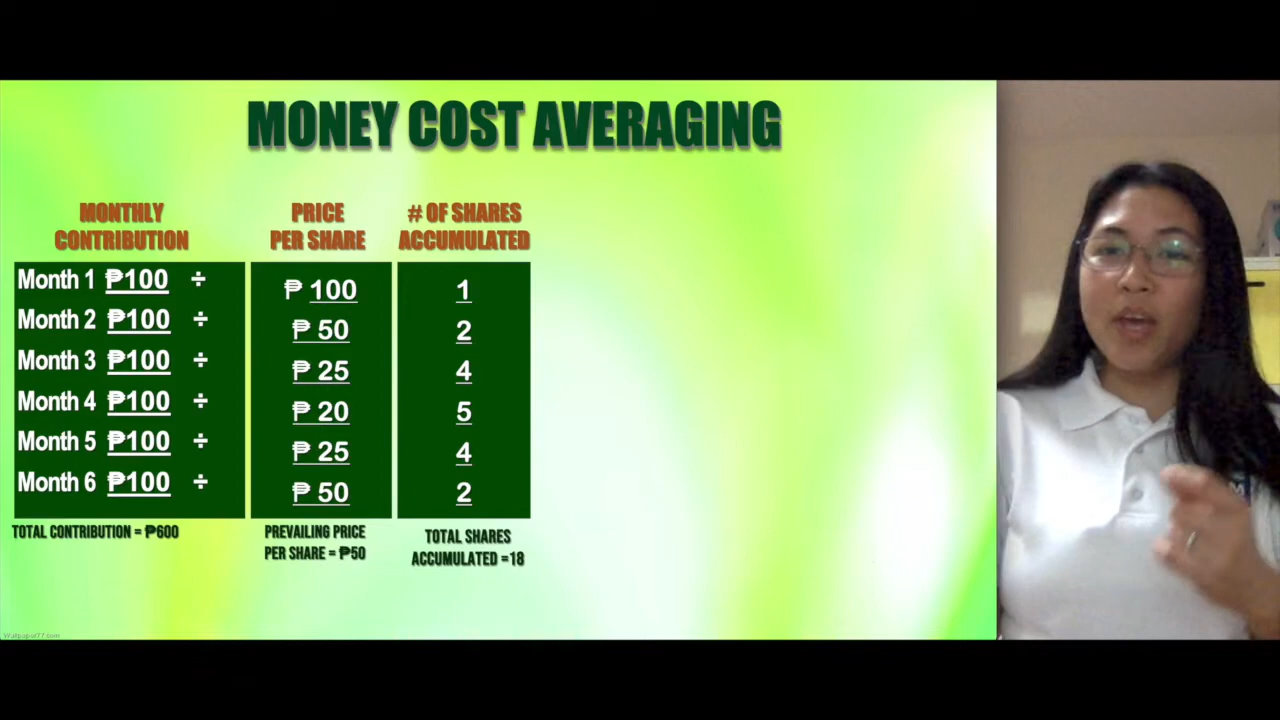 MONEY COST AVERAGING
MONTHLY
CONTRIBUTION
PRICE
PER SHARE
# OF SHARES
ACCUMULATED
Month 1 ₱100 ÷ ₱ 100 1
Month 2 ₱100 ÷ ₱ 50 2
Month 3 ₱100 ÷ ₱ 25 4
Month 4 ₱100 ÷ ₱ 20 5
Month 5 ₱100 ÷ ₱ 25 4
Month 6 ₱100 ÷ ₱ 50 2
TOTAL CONTRIBUTION = ₱600
PREVAILING PRICE
PER SHARE = ₱50
TOTAL SHARES
ACCUMULATED =18